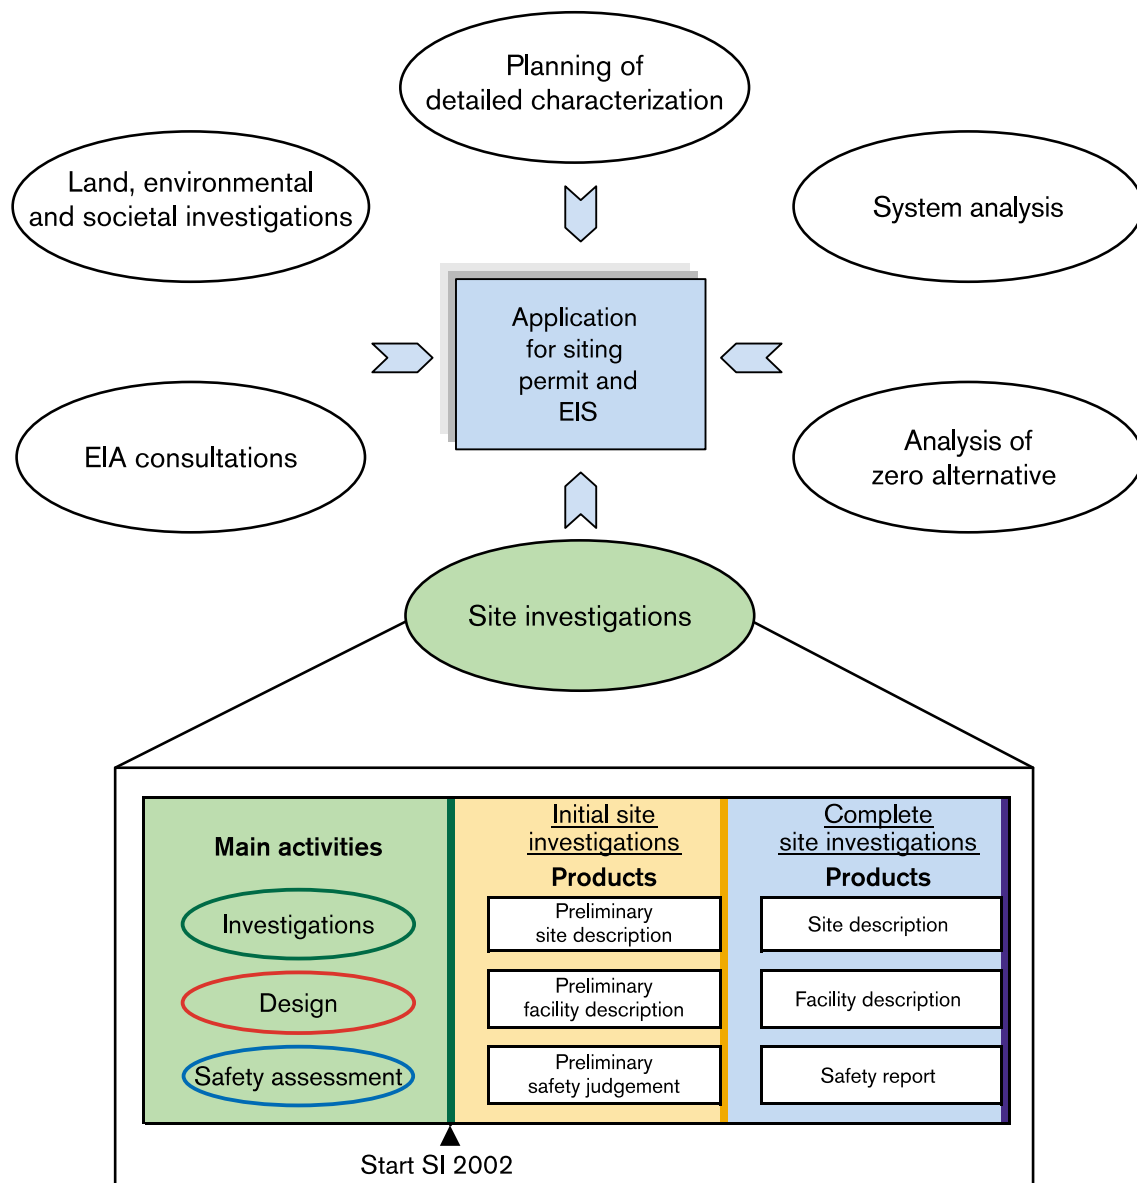 Planning of
detailed characterization
Land, environmental
and societal investigations
System analysis
Application
for siting
permit and
EIS
EIA consultations
Analysis of
zero alternative
Site investigations
Main activities
Investigations
Design
Safety assessment
Initial site
investigations
Products
Preliminary
site description
Preliminary
facility description
Preliminary
safety judgement
Complete
site investigations
Products
Site description
Facility description
Safety report
Start SI 2002